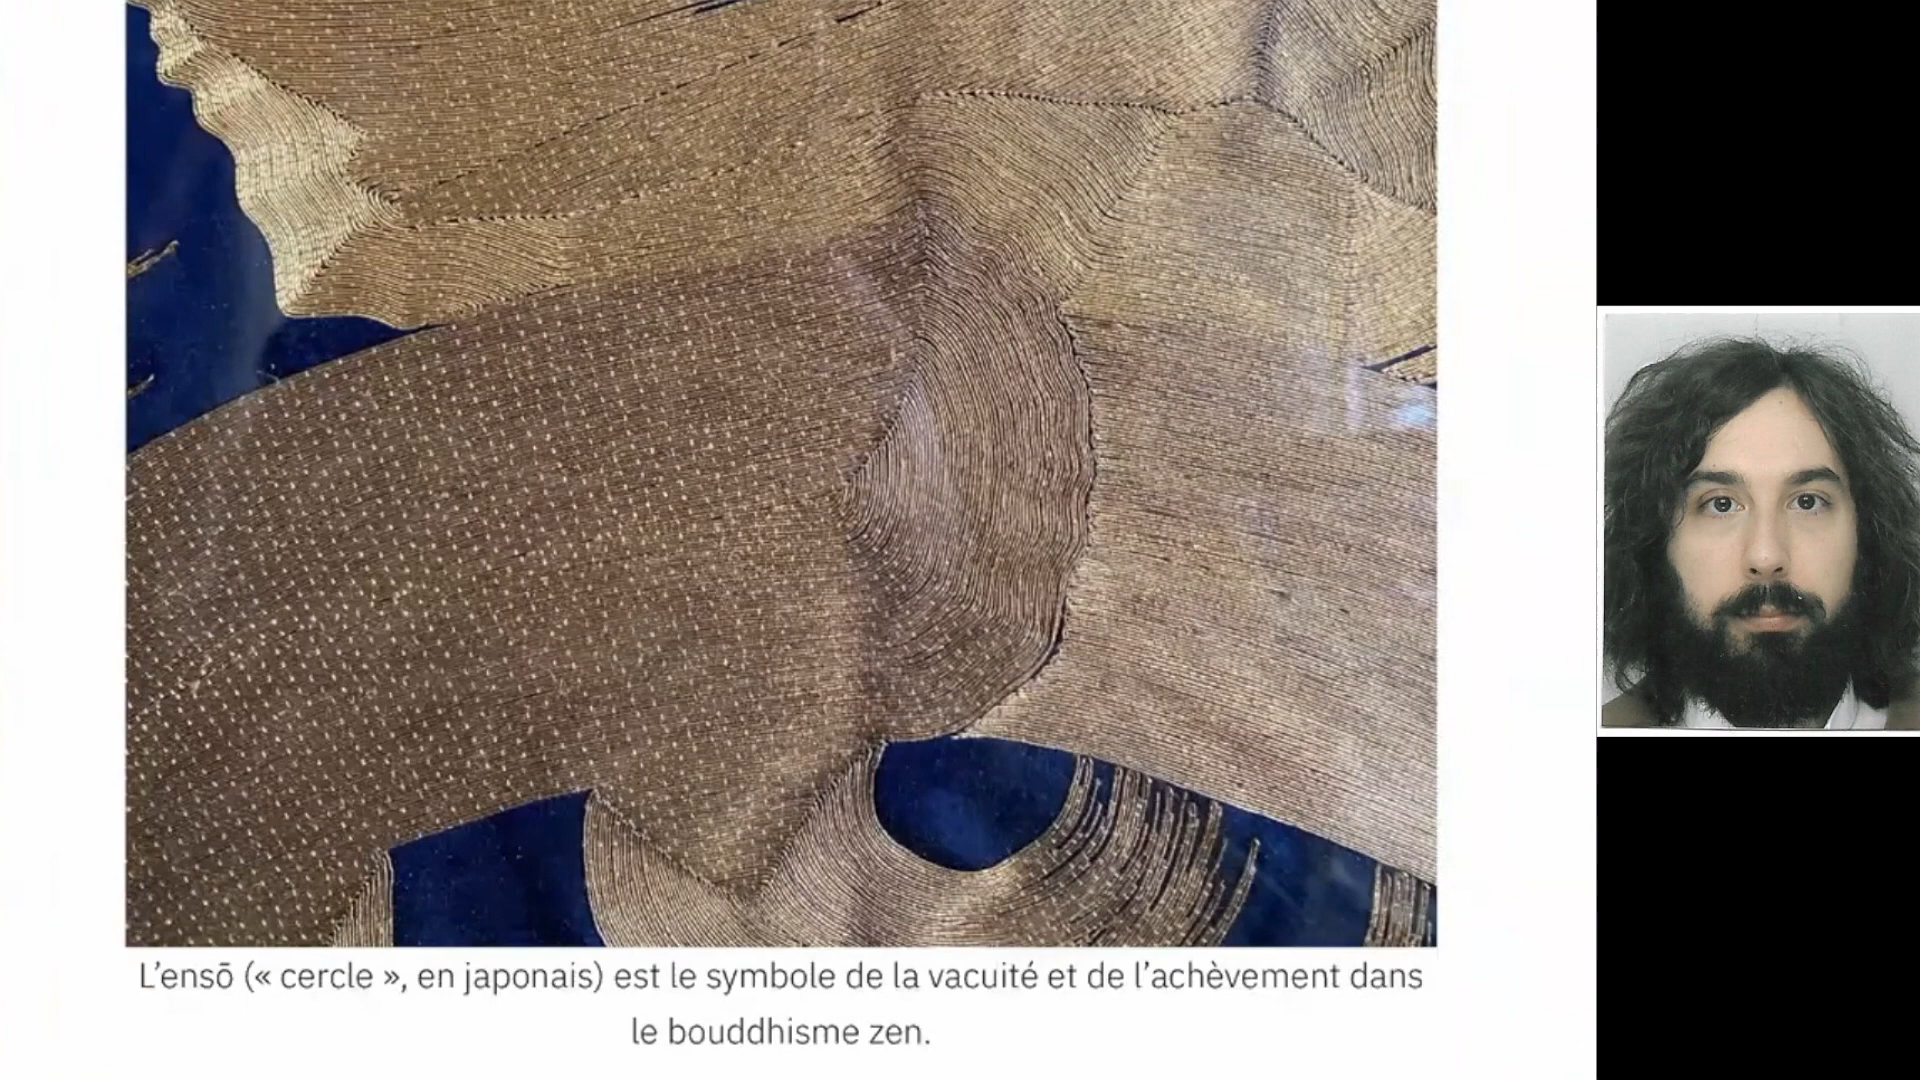 L’ensō (« cercle », en japonais) est le symbole de la vacuité et de l’achèvement dans
le bouddhisme zen.